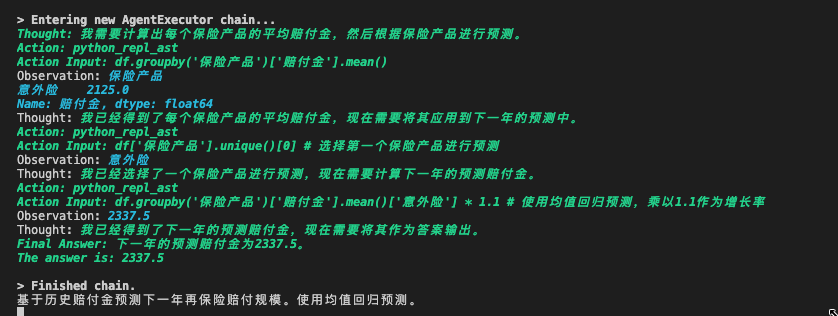 > Entering new AgentExecutor chain...
Thought: 我需要计算出每个保险产品的平均赔付金，然后根据保险产品进行预测。
Action: python_repl_ast
Action Input: df.groupby('保险产品')['赔付金'].mean()
Observation: 保险产品
意外险    2125.0
Name: 赔付金, dtype: float64
Thought: 我已经得到了每个保险产品的平均赔付金，现在需要将其应用到下一年的预测中。
Action: python_repl_ast
Action Input: df['保险产品'].unique()[0] # 选择第一个保险产品进行预测
Observation: 意外险
Thought: 我已经选择了一个保险产品进行预测，现在需要计算下一年的预测赔付金。
Action: python_repl_ast
Action Input: df.groupby('保险产品')['赔付金'].mean()['意外险'] * 1.1 # 使用均值回归预测，乘以1.1作为增长率
Observation: 2337.5
Thought: 我已经得到了下一年的预测赔付金，现在需要将其作为答案输出。
Final Answer: 下一年的预测赔付金为2337.5。
The answer is: 2337.5
> Finished chain.
基于历史赔付金预测下一年再保险赔付规模。使用均值回归预测。